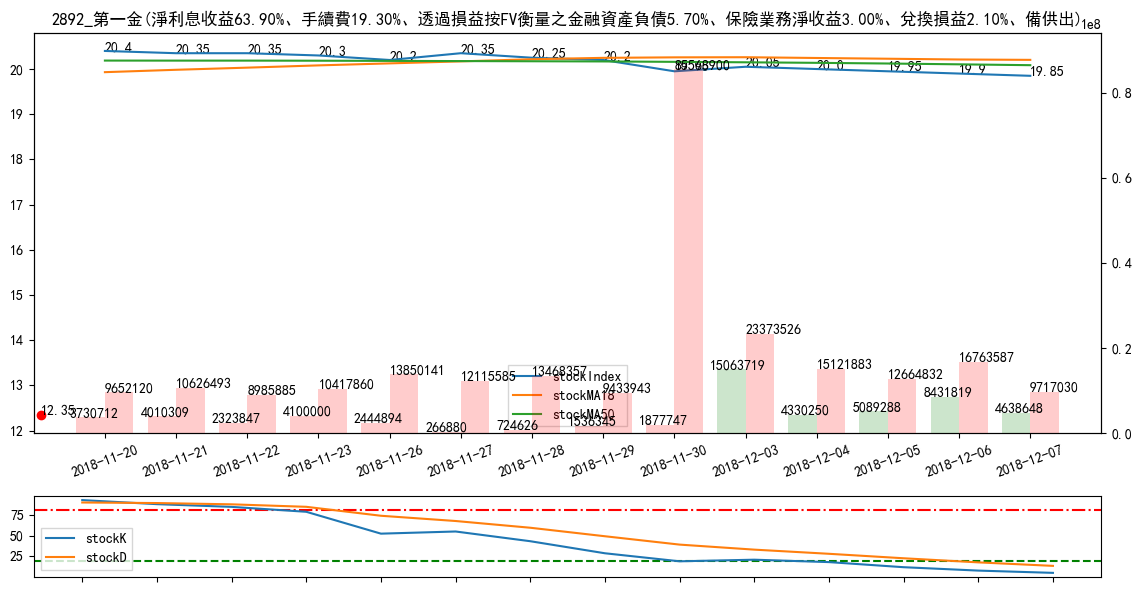 2892_第一金(淨利息收益63.90%、手續費19.30%、透過損益按FV衡量之金融資產負債5.70%、保險業務淨收益3.00%、兌換損益2.10%、備供出)
1e8
20.4 20.35 20.35 20.3 20.2 20.35 20.25 20.2 20.05 20.0 19.95 19.9 19.85
85548900
20
19
18
17
16
15
14
13
12
0.8
0.6
0.4
0.2
0.0
12.35
3730712 4010309 2323847 4100000 2444894 266880 724626 1536345 1877747 15063719 4330250 5089288 8431819 4638648
9652120 10626493 8985885 10417860 13850141 12115585 13468357 9433943 23373526 15121883 12664832 16763587 9717030
stockIndex
stockMA18
stockMA50
2018-11-20 2018-11-21 2018-11-22 2018-11-23 2018-11-26 2018-11-27 2018-11-28 2018-11-29 2018-11-30 2018-12-03 2018-12-04 2018-12-05 2018-12-06 2018-12-07
75
50
25
stockK
stockD